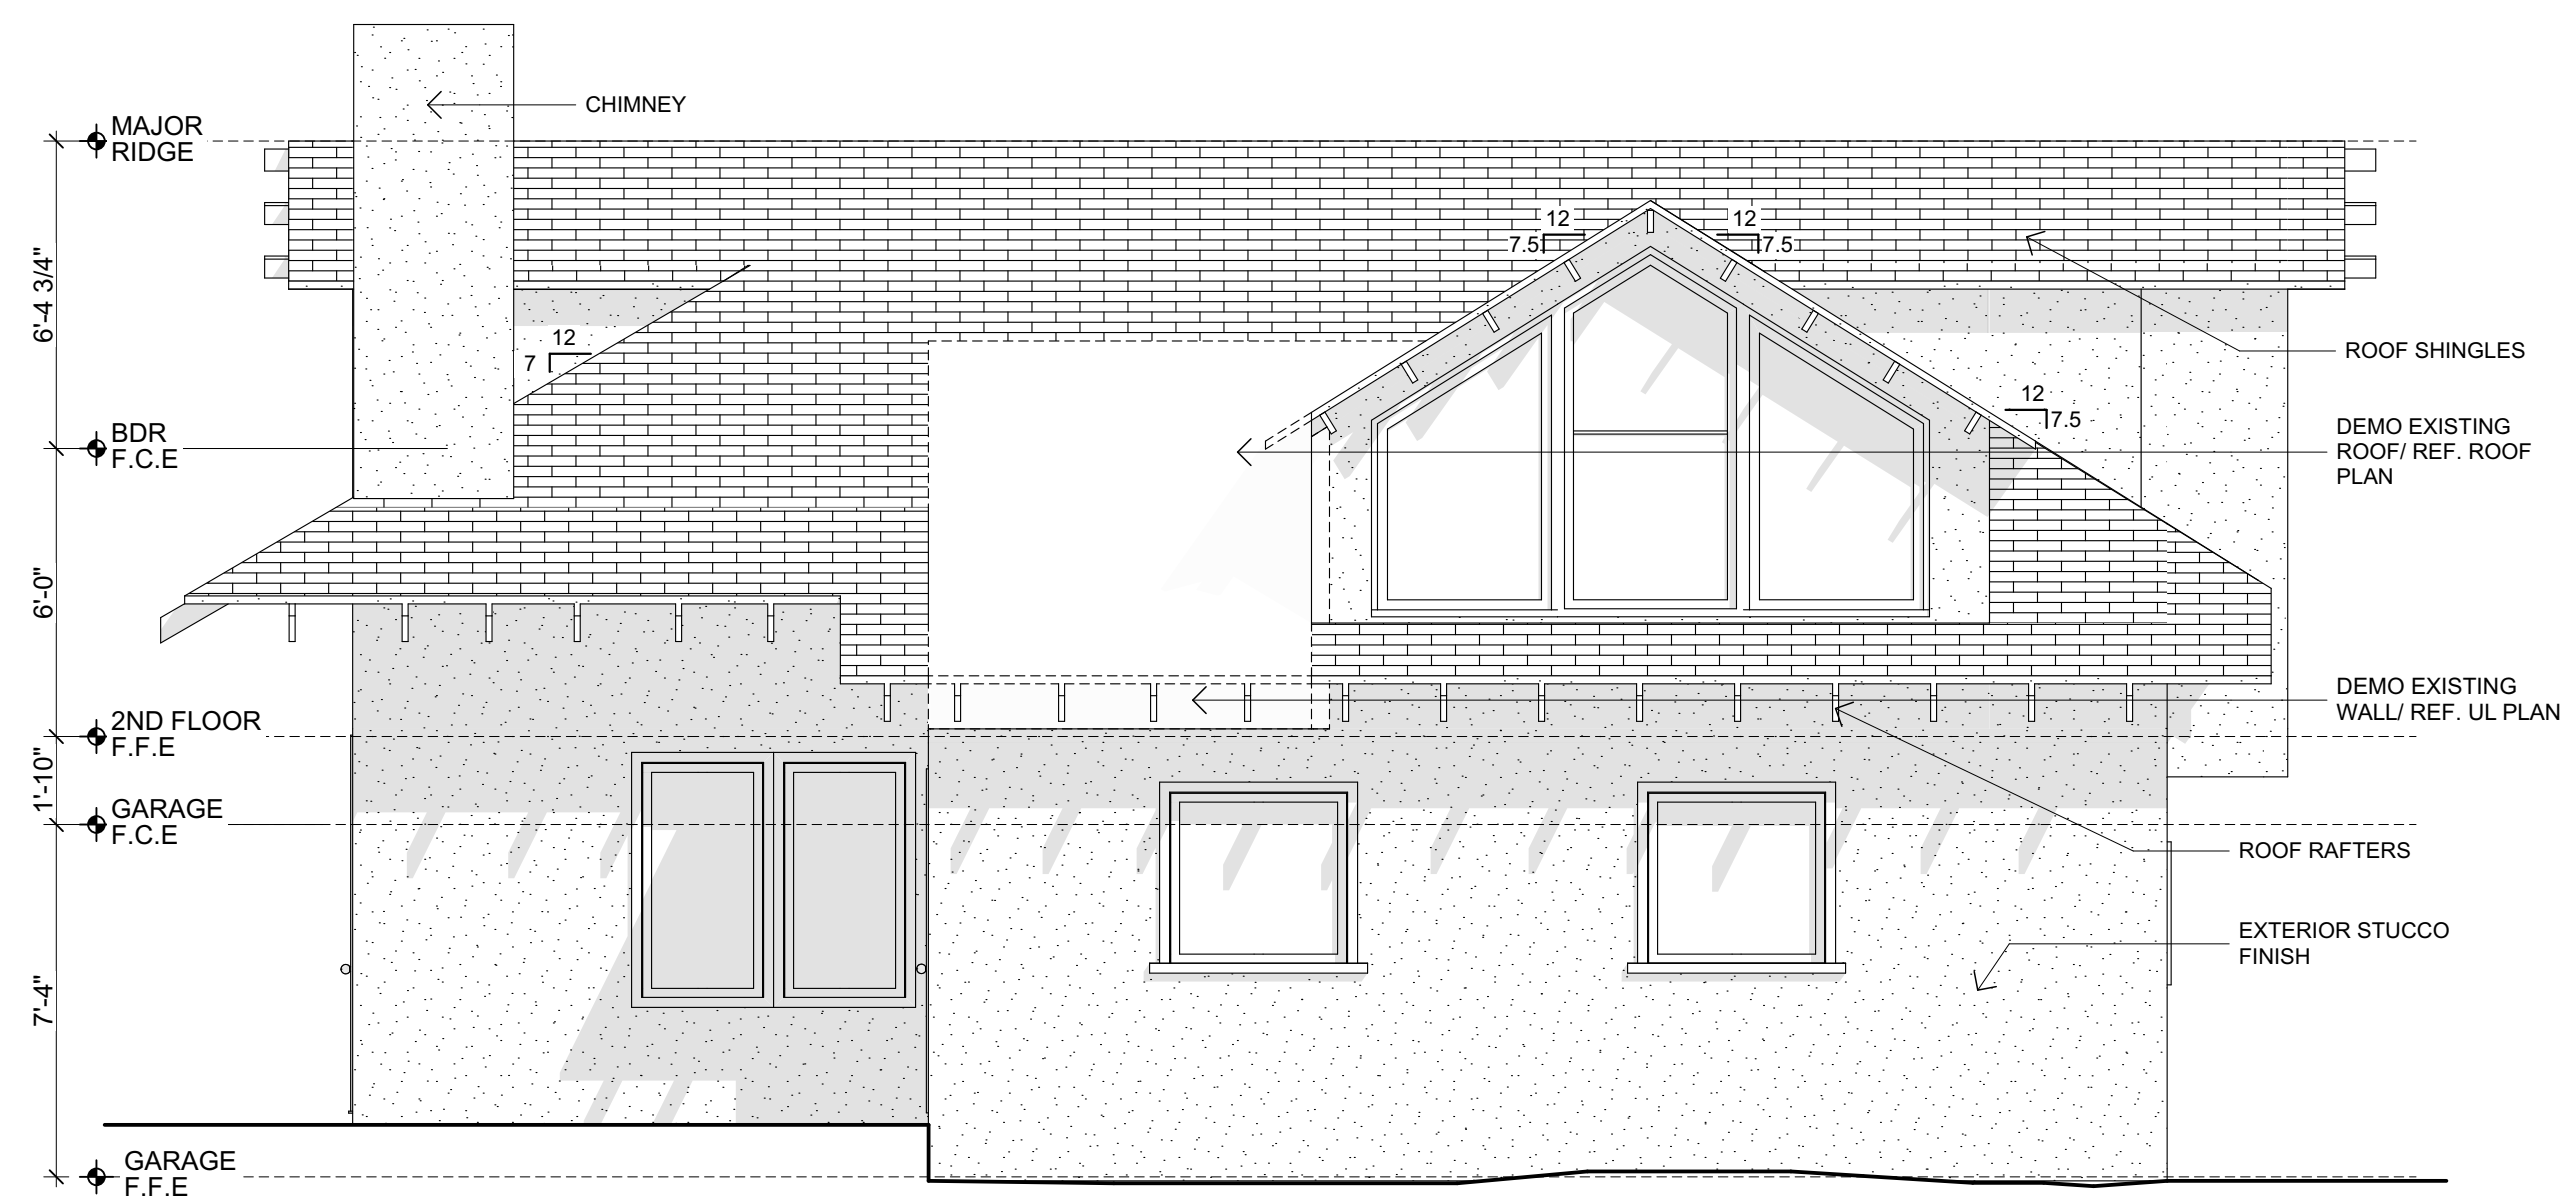 CHIMNEY
MAJOR
RIDGE
12
7.5
12
7.5
6'-4 3/4"
12
7
ROOF SHINGLES
12
7.5
DEMO EXISTING
ROOF/ REF. ROOF
PLAN
BDR
F.C.E
6'-0"
DEMO EXISTING
WALL/ REF. UL PLAN
2ND FLOOR
F.F.E
1'-10"
GARAGE
F.C.E
ROOF RAFTERS
EXTERIOR STUCCO
FINISH
7'-4"
GARAGE
F.F.E